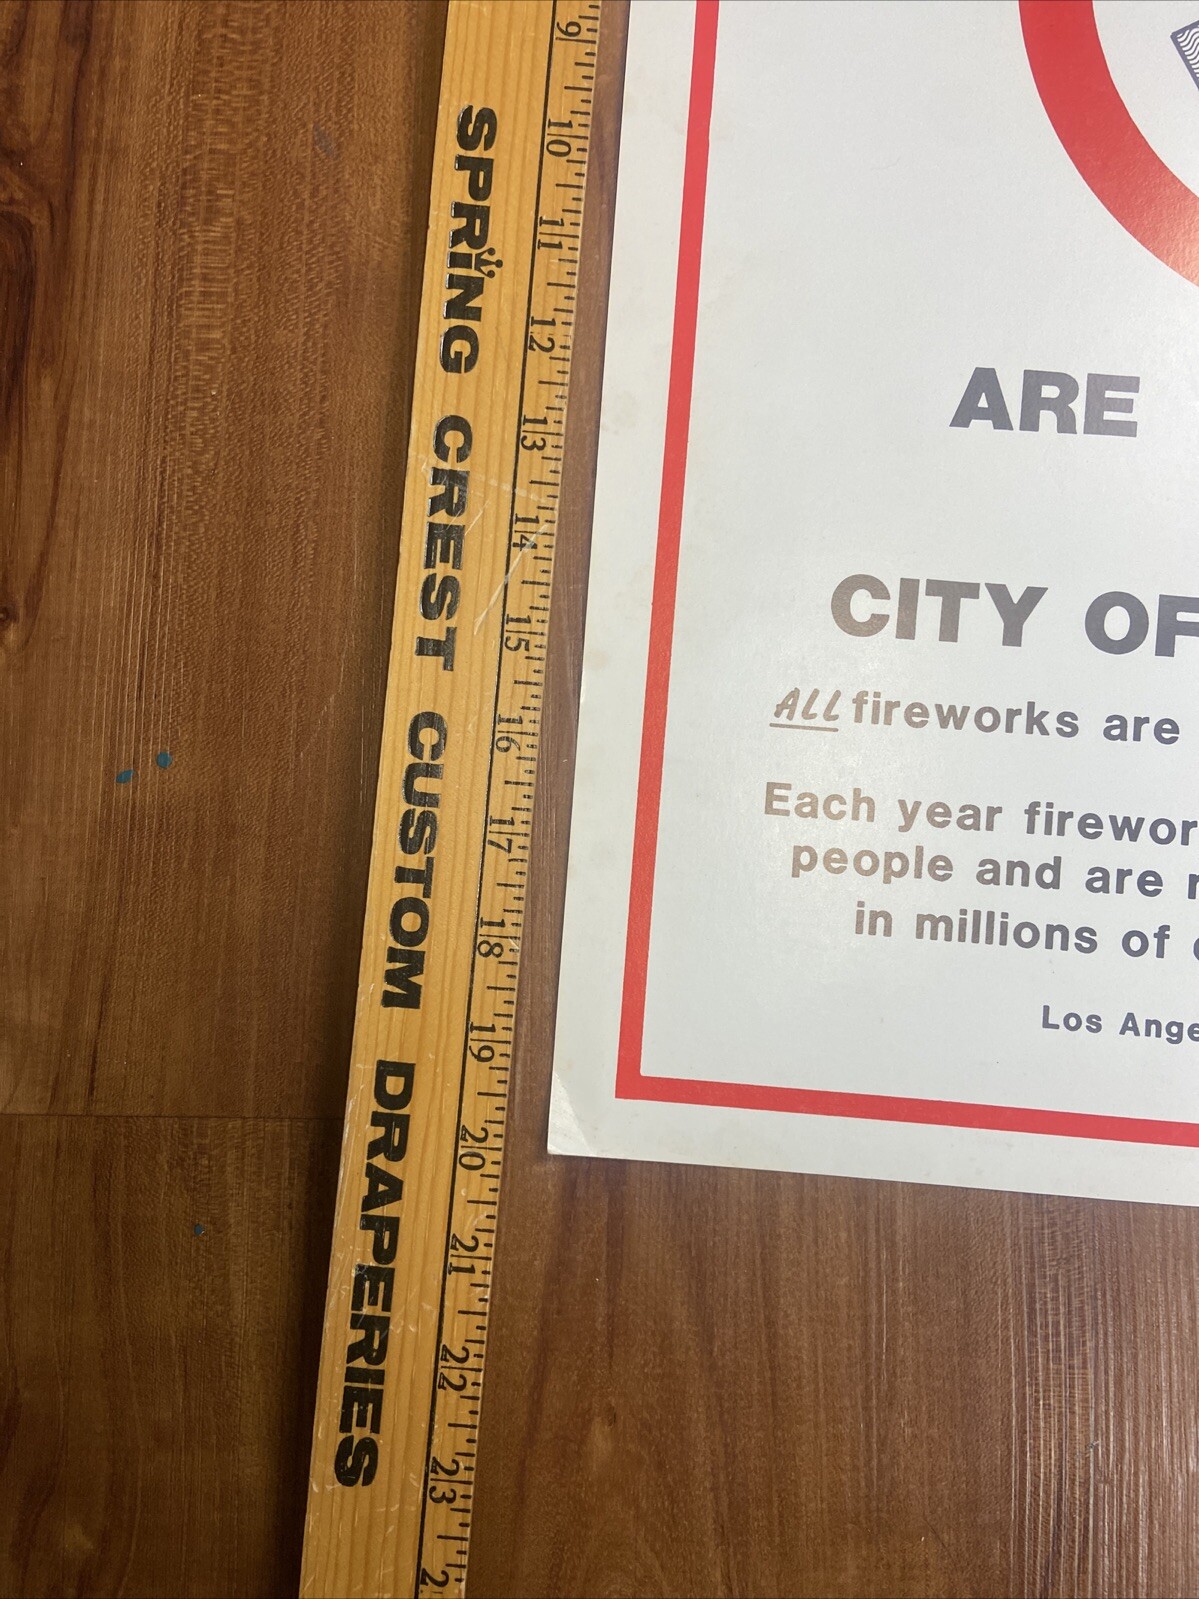 SPRING CREST CUSTOM DRAPERIES
9
10
11
12
13
14
15
16
17
18
19
20
21
22
23
ARE
CITY OF
ALL fireworks are
Each year firewor
people and are
in millions of
Los Ange